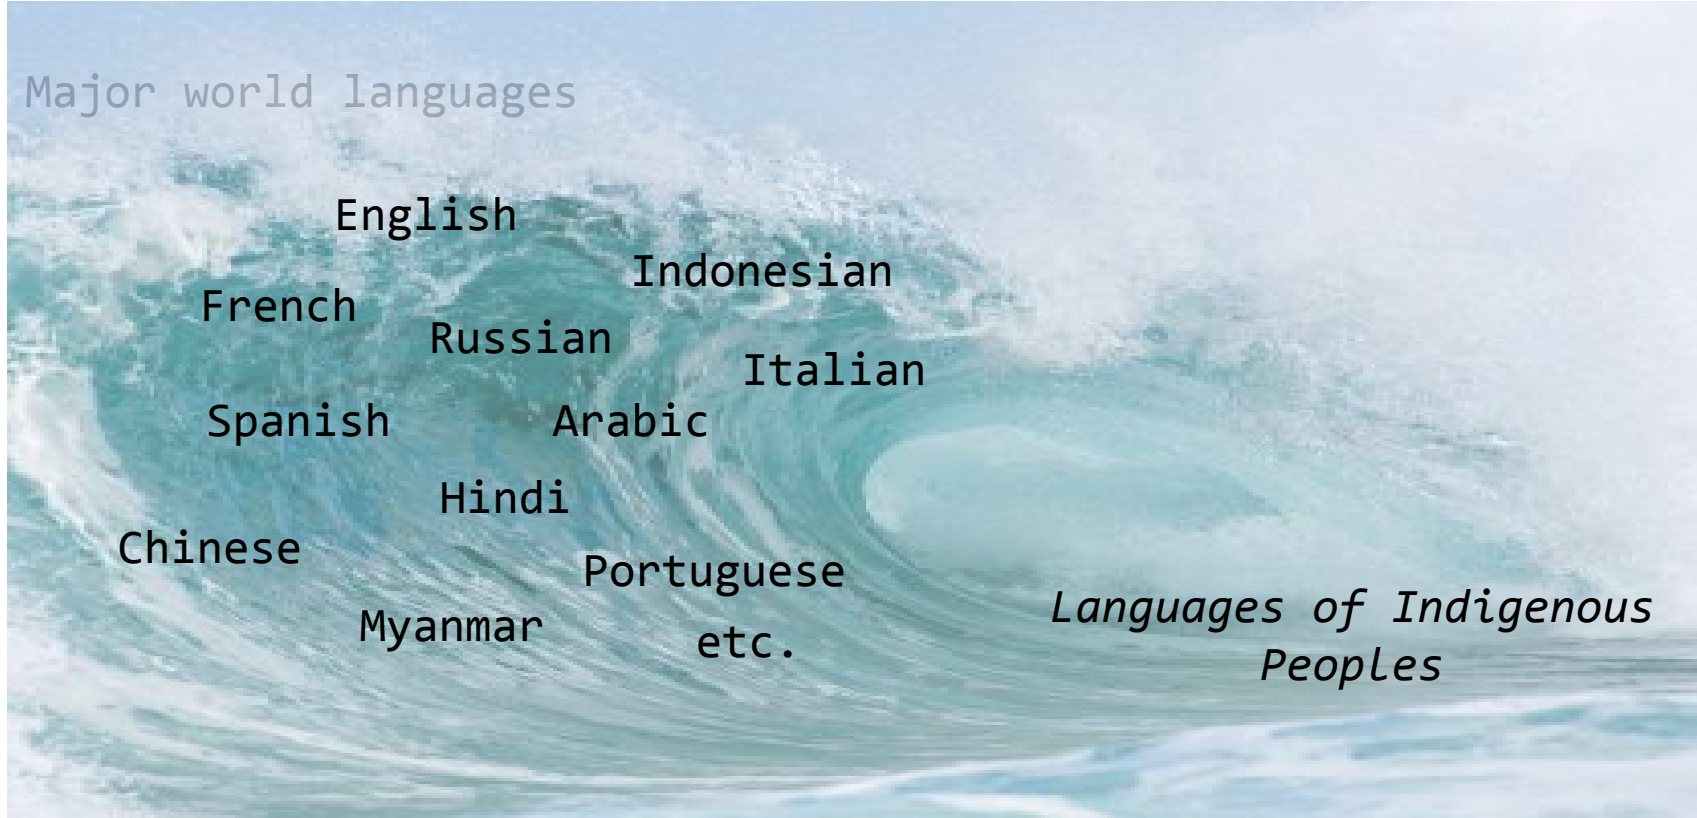 Major world languages
English
Indonesian
French
Russian
Italian
Spanish
Arabic
Hindi
Chinese
Portuguese
Myanmar
etc.
Languages of Indigenous
Peoples